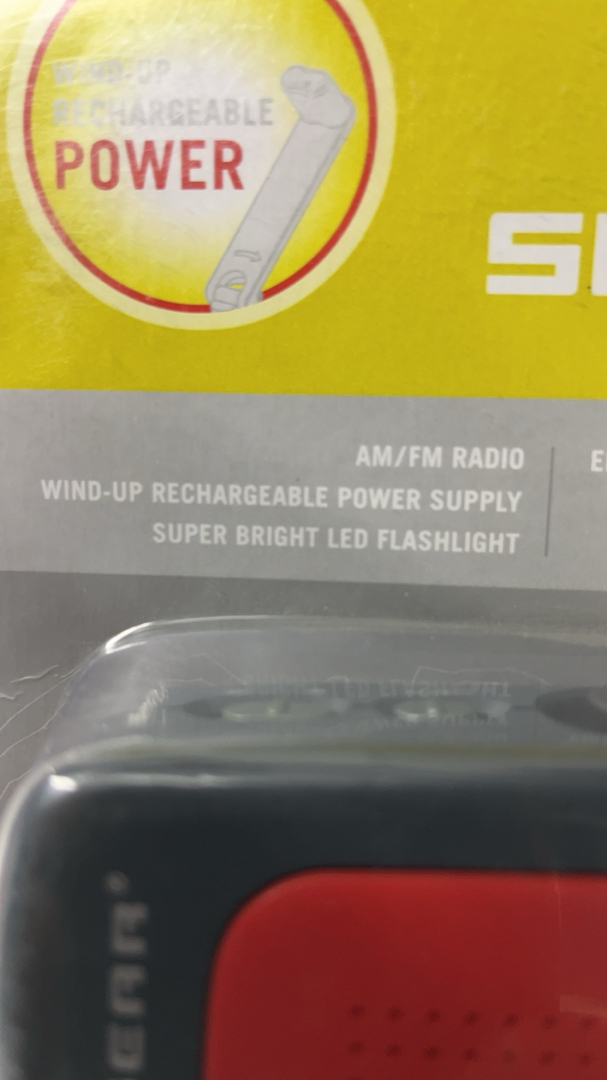 WIND-UP
RECHARGEABLE
POWER
AM/FM RADIO
WIND-UP RECHARGEABLE POWER SUPPLY
SUPER BRIGHT LED FLASHLIGHT